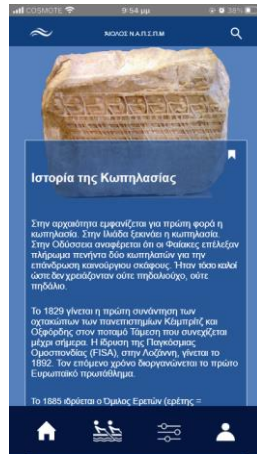 COSMOTE 9:54 μμ 38%
ΑΙΟΛΟΣ Ν.Α.Π.Σ.Π.Μ
Ιστορία της Κωπηλασίας
Στην αρχαιότητα εμφανίζεται για πρώτη φορά η
κωπηλασία. Στην Ιλιάδα ξεκινάει η κωπηλασία.
Στην Οδύσσεια αναφέρεται ότι οι Φαίακες επέλεξαν
πλήρωμα πενήντα δύο κωπηλατών για την
επάνδρωση καινούργιου σκάφους. Ήταν τόσο καλοί
ώστε δεν χρειάζονταν ούτε πηδαλιούχο, ούτε
πηδάλιο.
Το 1829 γίνεται η πρώτη συνάντηση των
οχτακώπων των πανεπιστημίων Κέιμπριτζ και
Οξφόρδης στον ποταμό Τάμεση που συνεχίζεται
μέχρι σήμερα. Η ίδρυση της Παγκόσμιας
Ομοσπονδίας (FISA), στην Λοζάννη, γίνεται το
1892. Τον επόμενο χρόνο διοργανώνεται το πρώτο
Ευρωπαϊκό πρωτάθλημα.
Το 1885 ιδρύεται ο Όμιλος Ερετών (ερέτης =